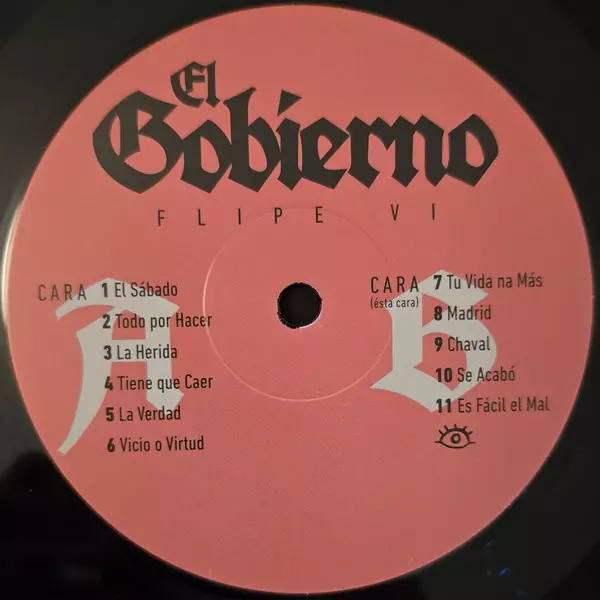 El
Gobierno
FLIPE VI
CARA A
1 El Sábado
2 Todo por Hacer
3 La Herida
4 Tiene que Caer
5 La Verdad
6 Vicio o Virtud
CARA B
(ésta cara)
7 Tu Vida na Más
8 Madrid
9 Chaval
10 Se Acabó
11 Es Fácil el Mal